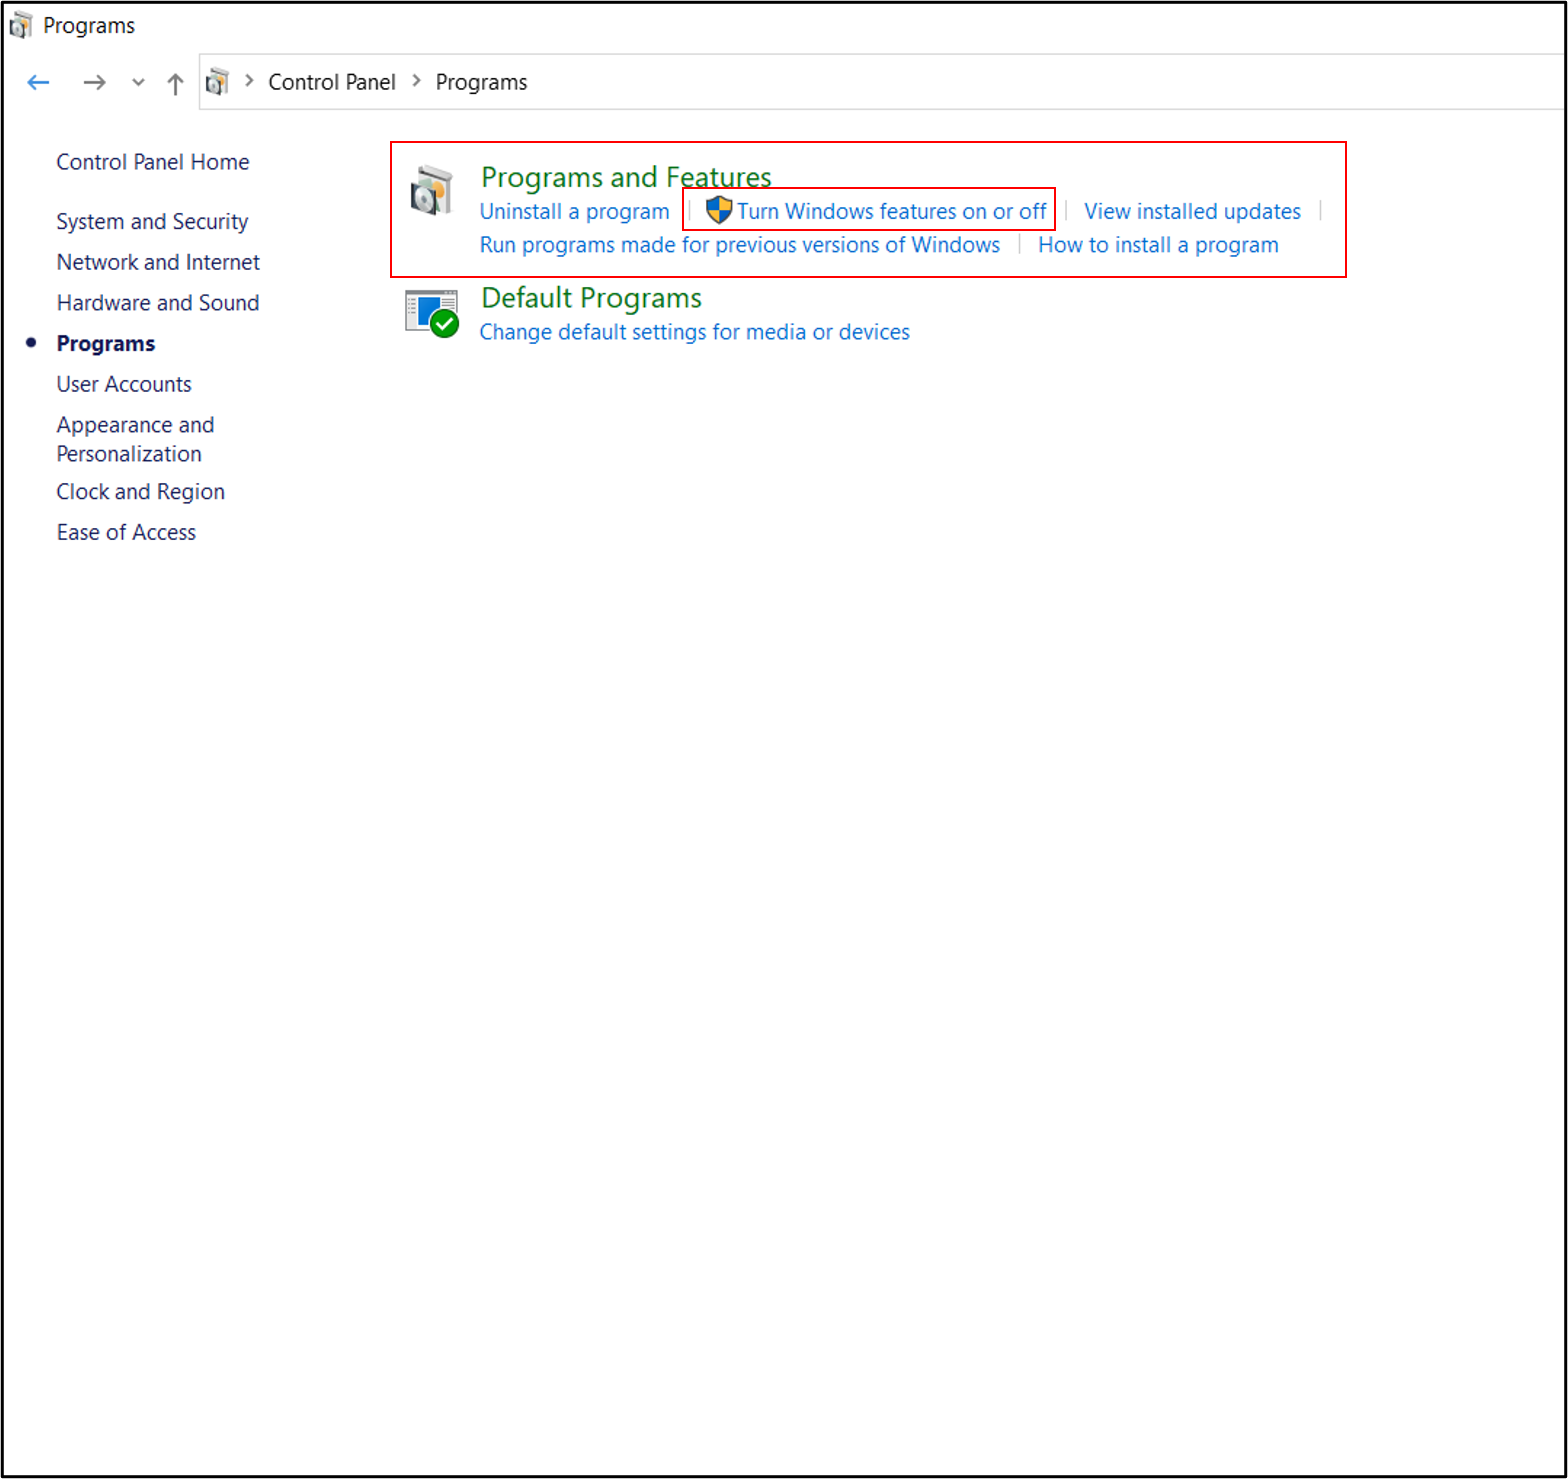 Programs
Control Panel
Programs
Control Panel Home
System and Security
Network and Internet
Hardware and Sound
Programs
User Accounts
Appearance and
Personalization
Clock and Region
Ease of Access
Programs and Features
Uninstall a program Turn Windows features on or off View installed updates
Run programs made for previous versions of Windows How to install a program
Default Programs
Change default settings for media or devices